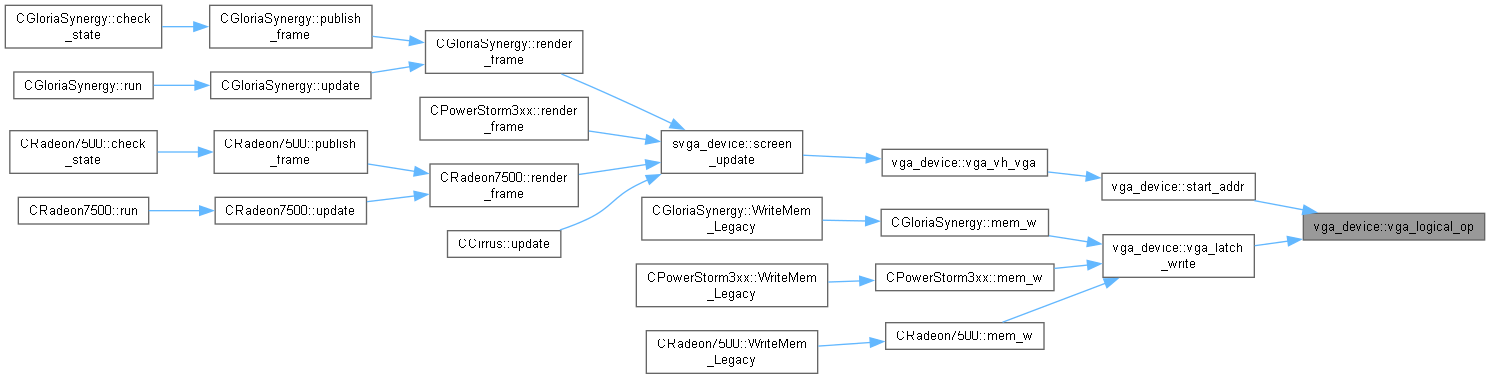 CGloriaSynergy::check
_state
CGloriaSynergy::publish
_frame
CGloriaSynergy::render
_frame
CGloriaSynergy::run
CGloriaSynergy::update
CPowerStorm3xx::render
_frame
CRadeon7500::check
_state
CRadeon7500::publish
_frame
svga_device::screen
_update
vga_device::vga_vh_vga
CRadeon7500::render
_frame
vga_device::start_addr
CRadeon7500::run
CRadeon7500::update
CGloriaSynergy::WriteMem
_Legacy
CGloriaSynergy::mem_w
vga_device::vga_logical_op
CCirrus::update
vga_device::vga_latch
_write
CPowerStorm3xx::WriteMem
_Legacy
CPowerStorm3xx::mem_w
CRadeon7500::WriteMem
_Legacy
CRadeon7500::mem_w